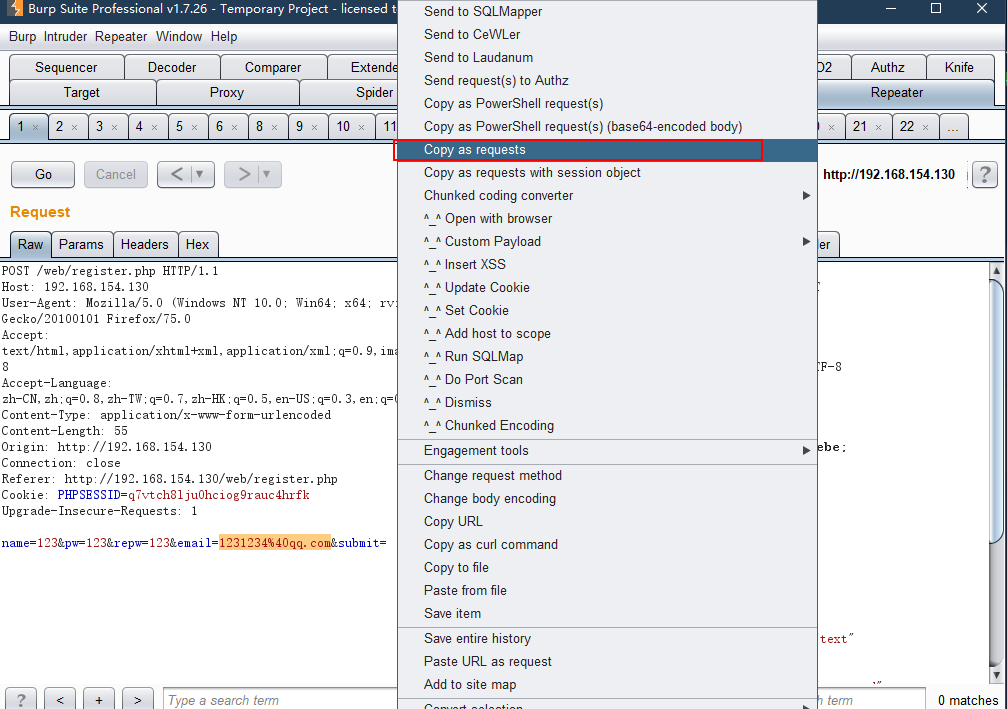 Burp Suite Professional v1.7.26 - Temporary Project - licensed t
Burp Intruder Repeater Window Help
Sequencer Decoder Comparer Extende O2 Authz Knife
Target Proxy Spider Repeater
1 × 2 × 3 × 4 × 5 × 6 × 8 × 9 × 10 × 11 × 21 × 22 × ...
Go Cancel < ▼ > ▼ http://192.168.154.130 ?
Request
Raw Params Headers Hex er
POST /web/register.php HTTP/1.1
Host: 192.168.154.130
User-Agent: Mozilla/5.0 (Windows NT 10.0; Win64; x64; rv
Gecko/20100101 Firefox/75.0
Accept:
text/html,application/xhtml+xml,application/xml;q=0.9,ima
8
Accept-Language:
zh-CN,zh;q=0.8,zh-TW;q=0.7,zh-HK;q=0.5,en-US;q=0.3,en;q=0
Content-Type: application/x-www-form-urlencoded
Content-Length: 55
Origin: http://192.168.154.130
Connection: close
Referer: http://192.168.154.130/web/register.php
Cookie: PHPSESSID=q7vtch81ju0hciog9rauc4hrfk
Upgrade-Insecure-Requests: 1
name=123&pw=123&repw=123&email=1231234%40qq.com&submit=
Send to SQLMapper
Send to CeWLer
Send to Laudanum
Send request(s) to Authz
Copy as PowerShell request(s)
Copy as PowerShell request(s) (base64-encoded body)
Copy as requests
Copy as requests with session object
Chunked coding converter
^_^ Open with browser
^_^ Custom Payload
^_^ Insert XSS
^_^ Update Cookie
^_^ Set Cookie
^_^ Add host to scope
^_^ Run SQLMap
^_^ Do Port Scan
^_^ Dismiss
^_^ Chunked Encoding
Engagement tools
Change request method
Change body encoding
Copy URL
Copy as curl command
Copy to file
Paste from file
Save item
Save entire history
Paste URL as request
Add to site map
Convert selection
T
TF-8
ebe;
text"
? < + > Type a search term h term 0 matches